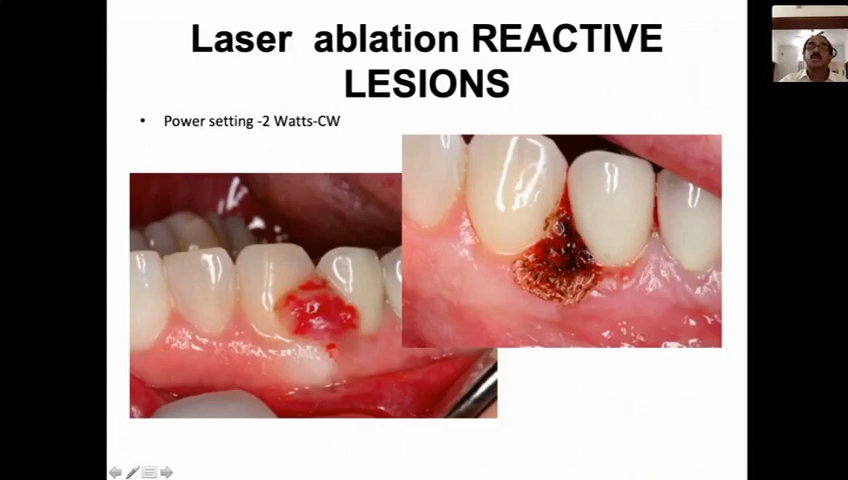 Laser ablation REACTIVE
LESIONS
• Power setting -2 Watts-CW